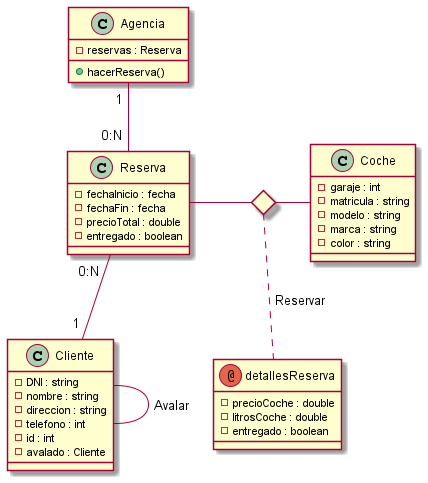 C Agencia
reservas : Reserva
hacerReserva()
1
0:N
C Reserva
fechaInicio : fecha
fechaFin : fecha
precioTotal : double
entregado : boolean
C Coche
garaje : int
matricula : string
modelo : string
marca : string
color : string
0:N
1
Reservar
C Cliente
DNI : string
nombre : string
direccion : string
telefono : int
id : int
avalado : Cliente
Avalar
@ detallesReserva
precioCoche : double
litrosCoche : double
entregado : boolean